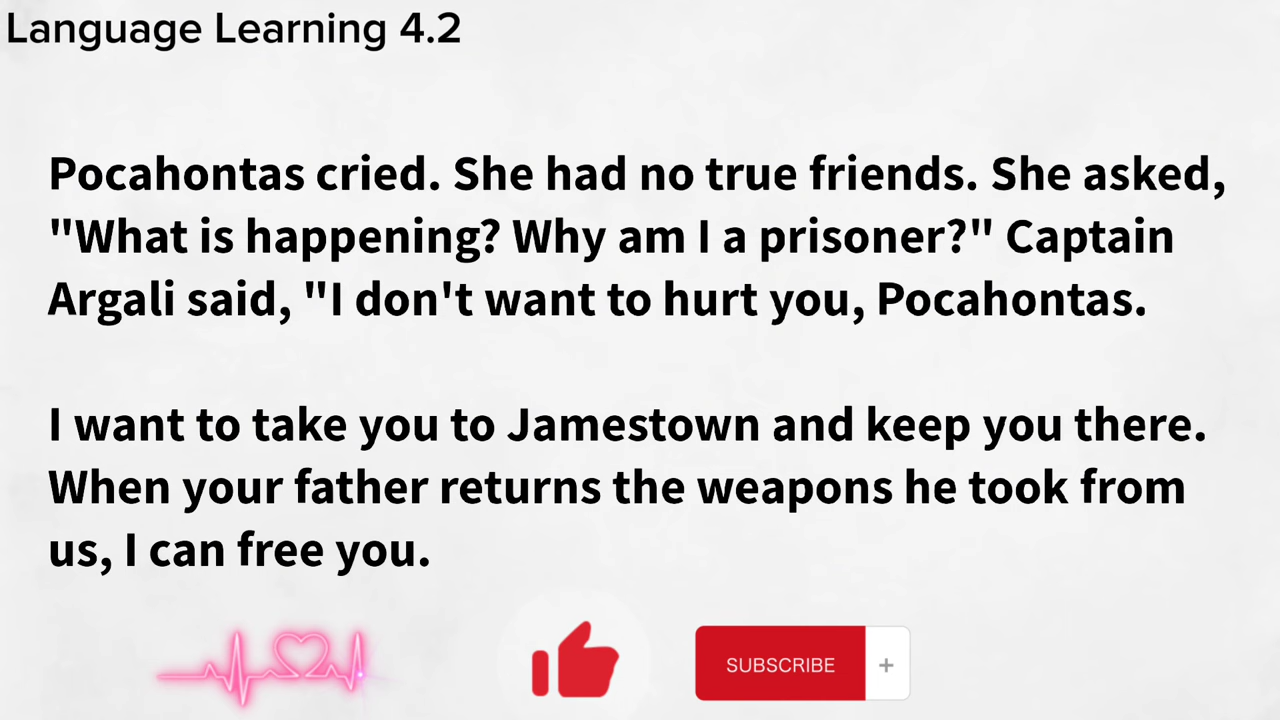 Language Learning 4.2
Pocahontas cried. She had no true friends. She asked,
"What is happening? Why am I a prisoner?" Captain
Argali said, "I don't want to hurt you, Pocahontas.
I want to take you to Jamestown and keep you there.
When your father returns the weapons he took from
us, I can free you.
SUBSCRIBE +